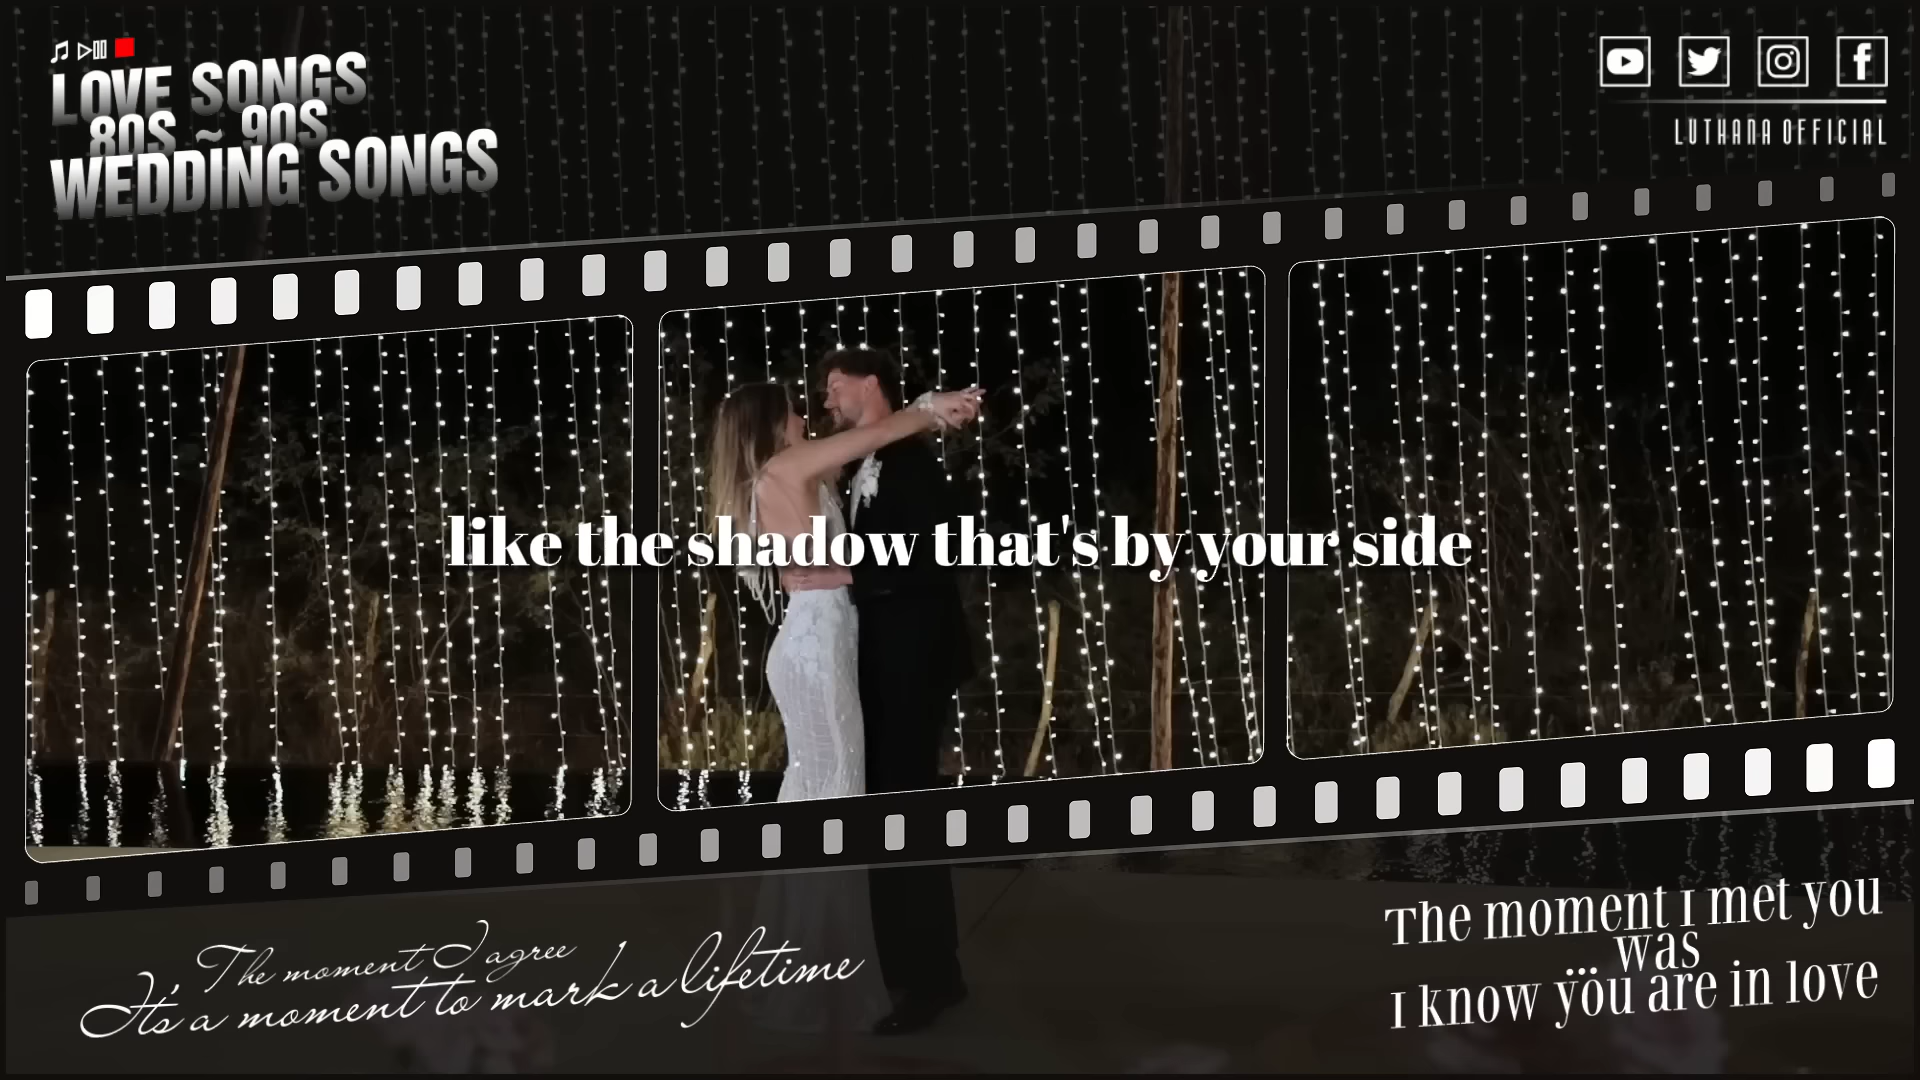 LOVE SONGS
80S ~ 90S
WEDDING SONGS
LUTHANA OFFICIAL
like the shadow that's by your side
The moment I agree
It's a moment to mark a lifetime
The moment I met you
was
I know yöu are in love